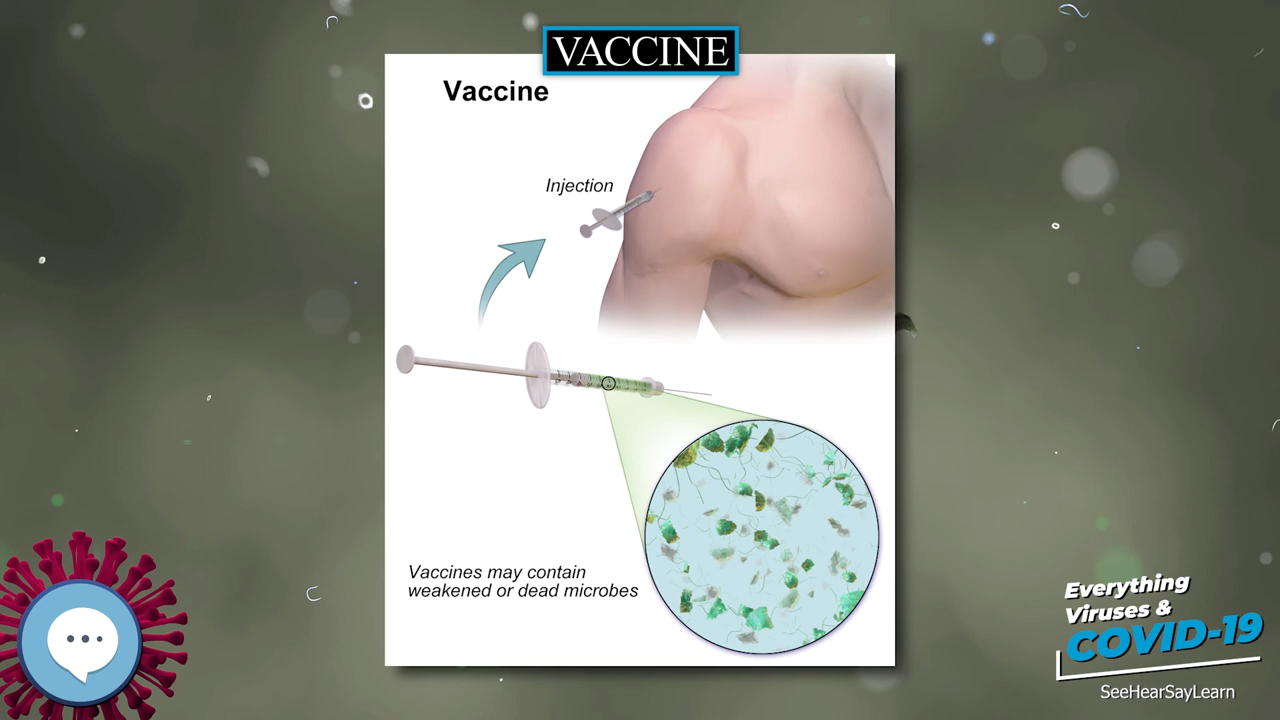 VACCINE
Vaccine
Injection
Vaccines may contain
weakened or dead microbes
Everything
Viruses &
COVID-19
SeeHearSayLearn